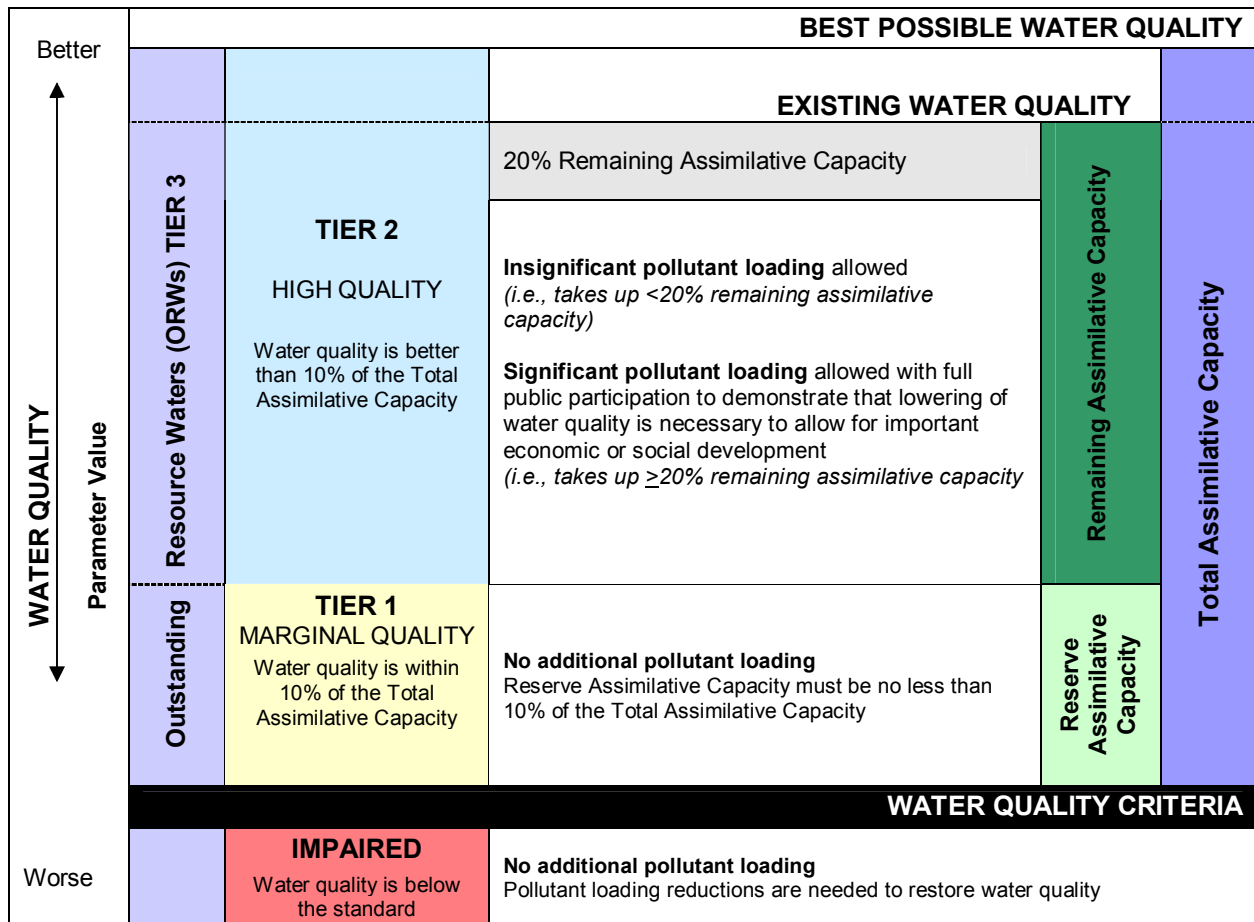 BEST POSSIBLE WATER QUALITY
Better
EXISTING WATER QUALITY
WATER QUALITY
Parameter Value
Outstanding Resource Waters (ORWs) TIER 3
TIER 2
HIGH QUALITY
Water quality is better
than 10% of the Total
Assimilative Capacity
20% Remaining Assimilative Capacity
Insignificant pollutant loading allowed
(i.e., takes up <20% remaining assimilative
capacity)
Significant pollutant loading allowed with full
public participation to demonstrate that lowering of
water quality is necessary to allow for important
economic or social development
(i.e., takes up >20% remaining assimilative capacity
Remaining Assimilative Capacity
Total Assimilative Capacity
TIER 1
MARGINAL QUALITY
Water quality is within
10% of the Total
Assimilative Capacity
No additional pollutant loading
Reserve Assimilative Capacity must be no less than
10% of the Total Assimilative Capacity
Reserve
Assimilative
Capacity
WATER QUALITY CRITERIA
Worse
IMPAIRED
Water quality is below
the standard
No additional pollutant loading
Pollutant loading reductions are needed to restore water quality